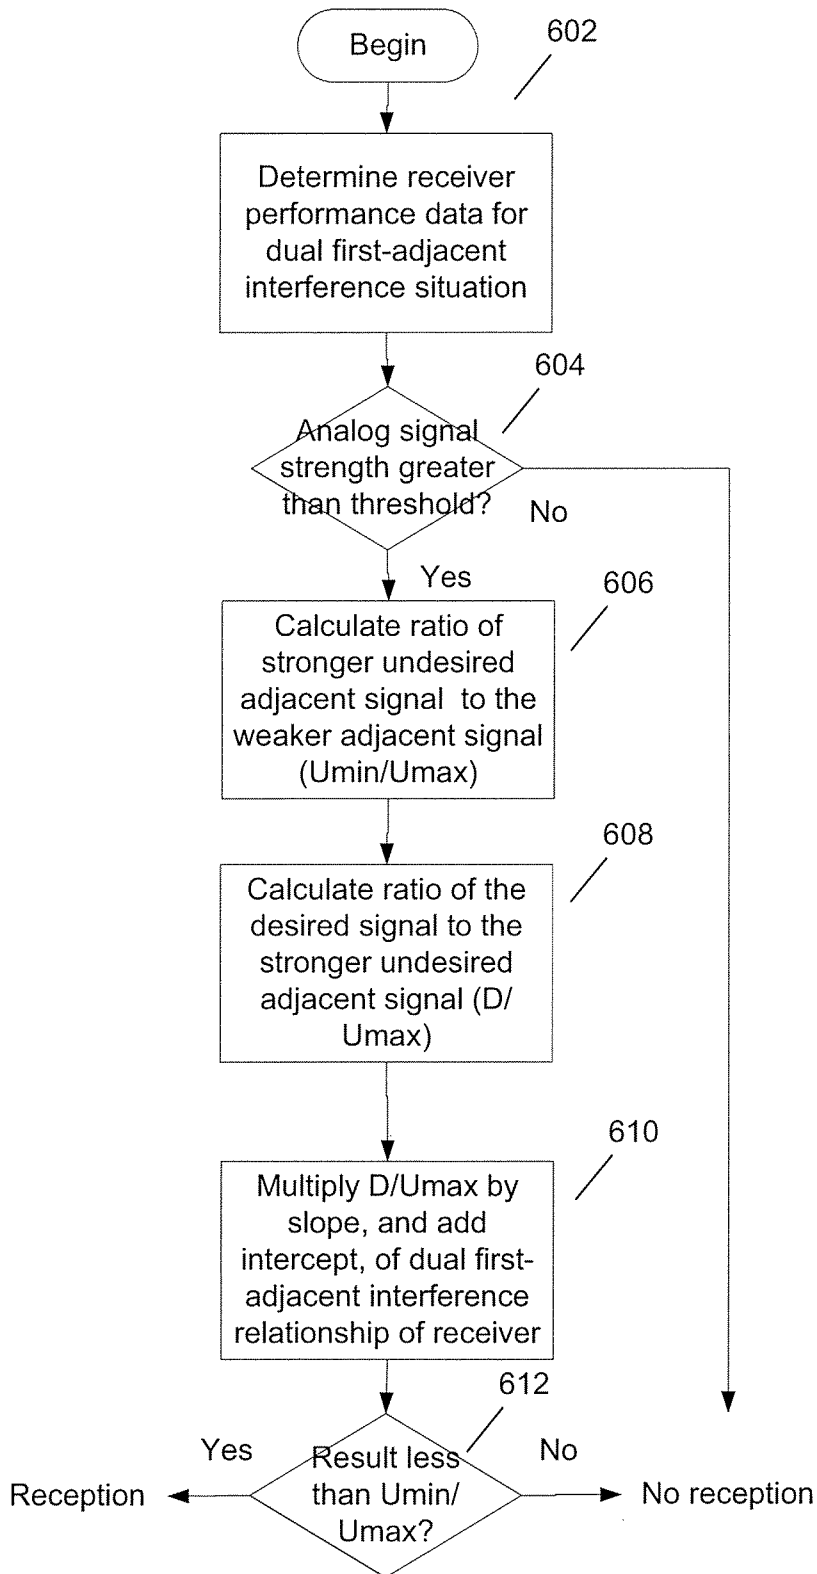 Begin
602
Determine receiver
performance data for
dual first-adjacent
interference situation
604
Analog signal
strength greater
than threshold?
No
Yes
606
Calculate ratio of
stronger undesired
adjacent signal to the
weaker adjacent signal
(Umin/Umax)
608
Calculate ratio of the
desired signal to the
stronger undesired
adjacent signal (D/
Umax)
610
Multiply D/Umax by
slope, and add
intercept, of dual first-
adjacent interference
relationship of receiver
612
Yes
Result less
than Umin/
Umax?
No
Reception
No reception